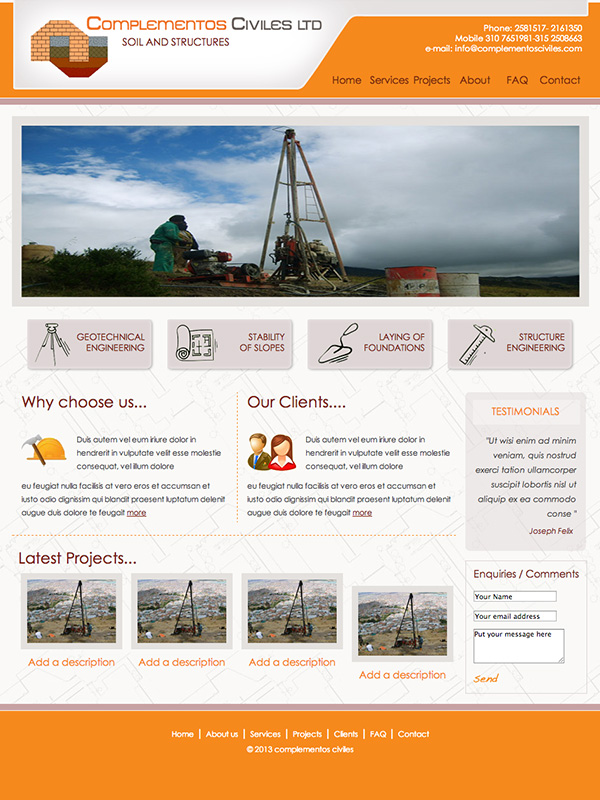 COMPLEMENTOS CIVILES LTD
SOIL AND STRUCTURES
Phone: 2581517- 2161350
Mobile 310 7651981-315 2508663
e-mail: info@complementosciviles.com
Home Services Projects About FAQ Contact
GEOTECHNICAL
ENGINEERING
STABILITY
OF SLOPES
LAYING OF
FOUNDATIONS
STRUCTURE
ENGINEERING
Why choose us...
Duis autem vel eum iriure dolor in
hendrerit in vulputate velit esse molestie
consequat, vel illum dolore
eu feugiat nulla facilisis at vero eros et accumsan et
iusto odio dignissim qui blandit praesent luptatum delenit
augue duis dolore te feugait more
Our Clients....
Duis autem vel eum iriure dolor in
hendrerit in vulputate velit esse molestie
consequat, vel illum dolore
eu feugiat nulla facilisis at vero eros et accumsan et
iusto odio dignissim qui blandit praesent luptatum delenit
augue duis dolore te feugait more
TESTIMONIALS
"Ut wisi enim ad minim
veniam, quis nostrud
exerci tation ullamcorper
suscipit lobortis nisl ut
aliquip ex ea commodo
conse "
Joseph Felix
Latest Projects...
Add a description
Add a description
Add a description
Add a description
Enquiries / Comments
Your Name
Your email address
Put your message here
Send
Home | About us | Services | Projects | Clients | FAQ | Contact
© 2013 complementos civiles